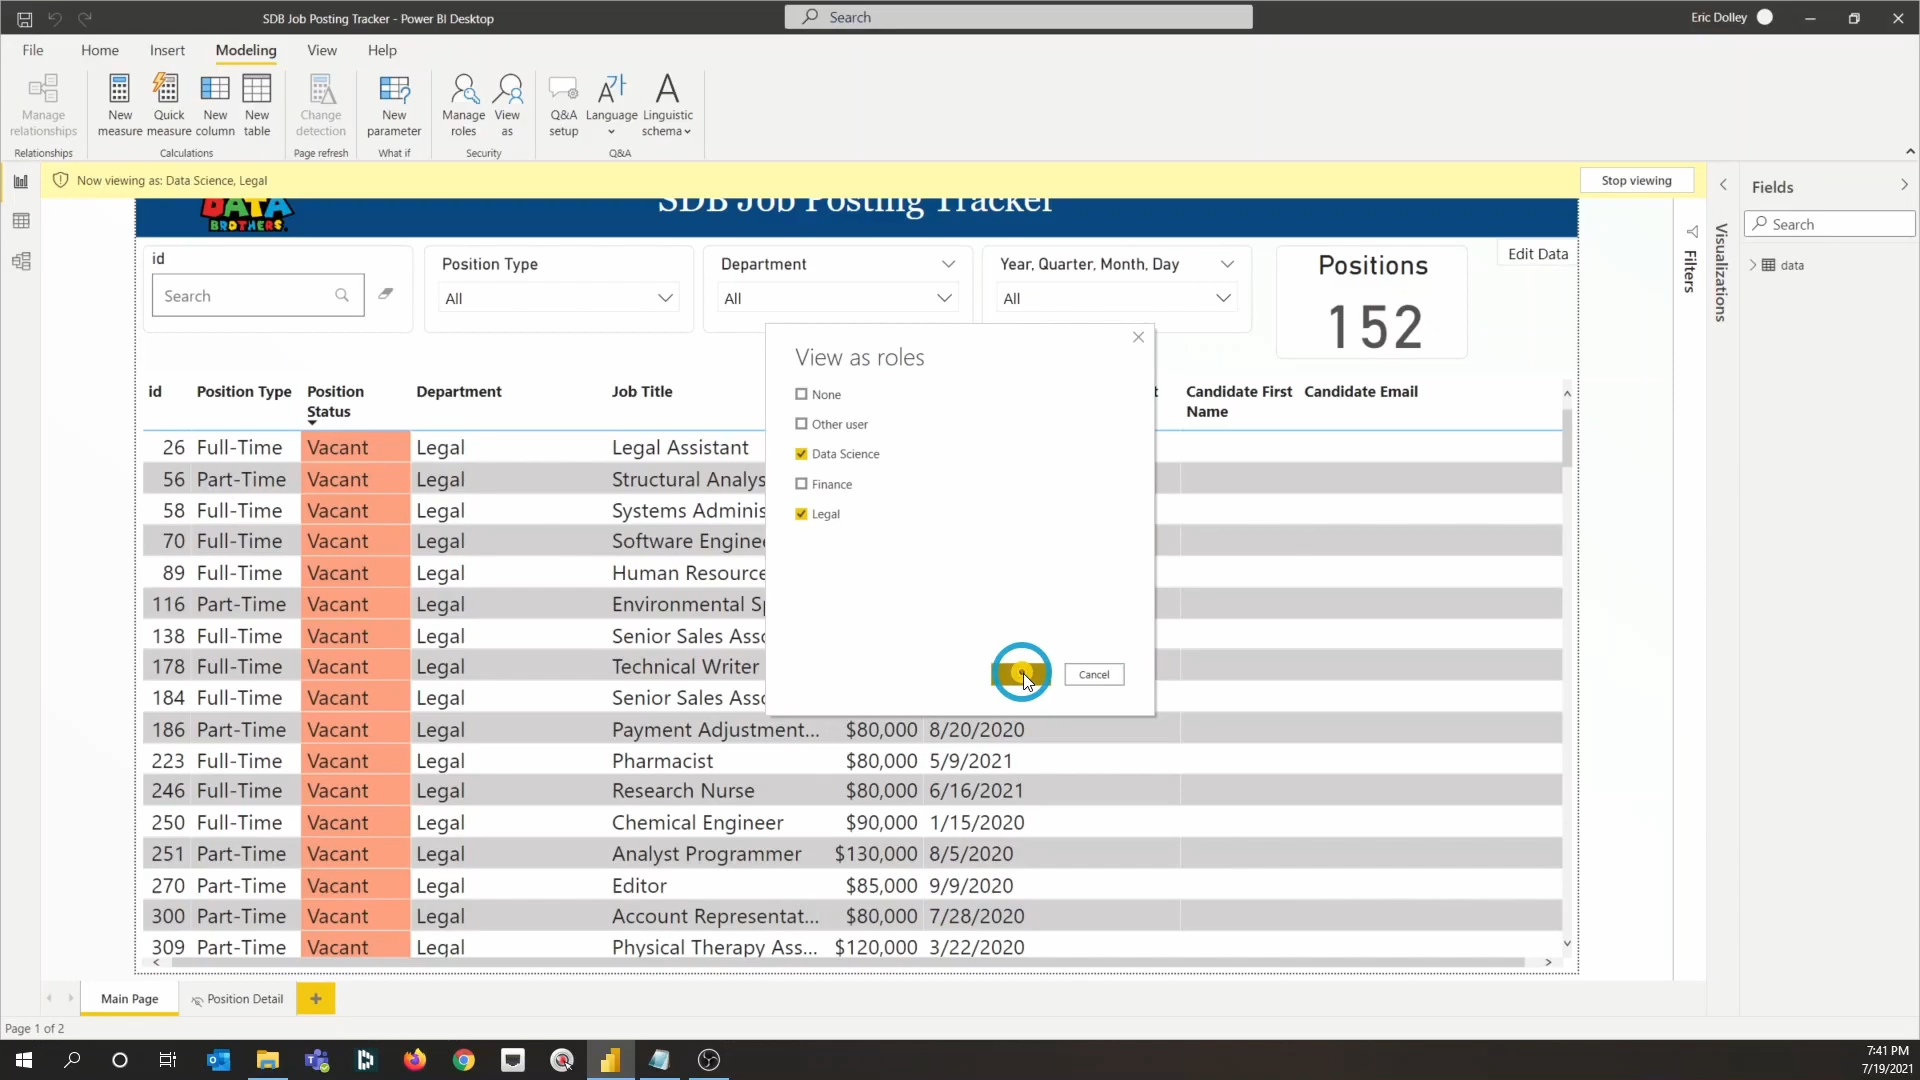 SDB Job Posting Tracker - Power BI Desktop
Search
Eric Dolley
File Home Insert Modeling View Help
Manage relationships
New measure
Quick measure
New column
New table
Change detection
New parameter
Manage roles
View as
Q&A setup
Language
Linguistic schema
Relationships
Calculations
Page refresh
What if
Security
Q&A
Now viewing as: Data Science, Legal
Stop viewing
Fields
Search
data
Visualizations
Filters
DATA
BROTHERS.
SDB Job Posting Tracker
Edit Data
id
Search
Position Type
All
Department
All
Year, Quarter, Month, Day
All
Positions
152
View as roles
None
Other user
Data Science
Finance
Legal
Cancel
id Position Type Position Status Department Job Title Candidate First Name Candidate Email
26 Full-Time Vacant Legal Legal Assistant
56 Part-Time Vacant Legal Structural Analys
58 Full-Time Vacant Legal Systems Adminis
70 Full-Time Vacant Legal Software Enginee
89 Full-Time Vacant Legal Human Resource
116 Part-Time Vacant Legal Environmental Sp
138 Full-Time Vacant Legal Senior Sales Asso
178 Full-Time Vacant Legal Technical Writer
184 Full-Time Vacant Legal Senior Sales Asso
186 Part-Time Vacant Legal Payment Adjustment... $80,000 8/20/2020
223 Full-Time Vacant Legal Pharmacist $80,000 5/9/2021
246 Full-Time Vacant Legal Research Nurse $80,000 6/16/2021
250 Full-Time Vacant Legal Chemical Engineer $90,000 1/15/2020
251 Part-Time Vacant Legal Analyst Programmer $130,000 8/5/2020
270 Part-Time Vacant Legal Editor $85,000 9/9/2020
300 Part-Time Vacant Legal Account Representat... $80,000 7/28/2020
309 Part-Time Vacant Legal Physical Therapy Ass... $120,000 3/22/2020
Main Page
Position Detail
Page 1 of 2
7:41 PM
7/19/2021